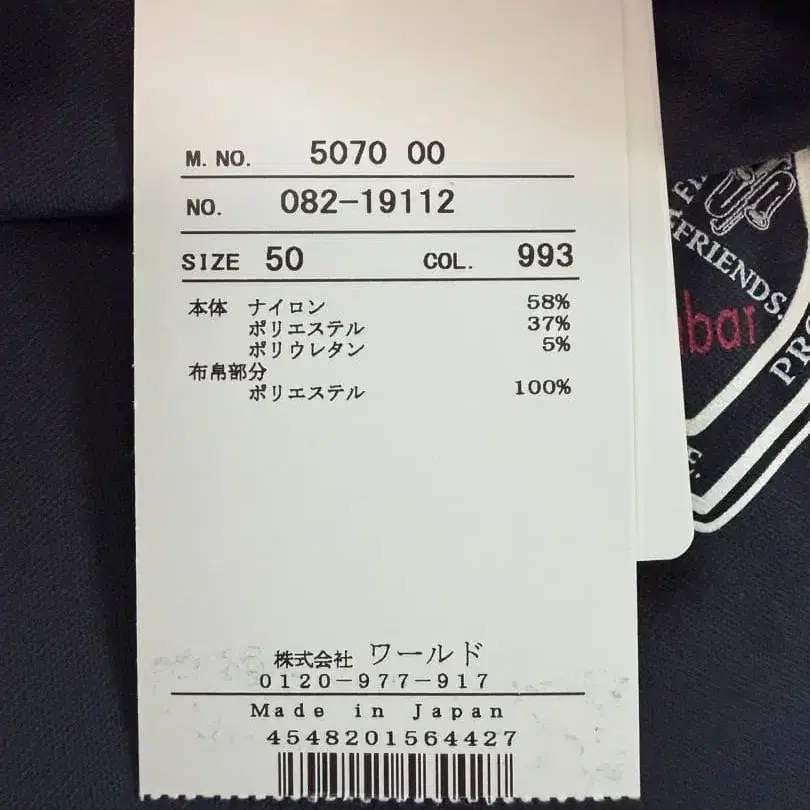 M. NO. 5070 00
NO. 082-19112
SIZE 50 COL. 993
本体 ナイロン 58%
ポリエステル 37%
ポリウレタン 5%
布帛部分
ポリエステル 100%
株式会社 ワールド
0120-977-917
Made in Japan
4548201564427
FRIENDS.